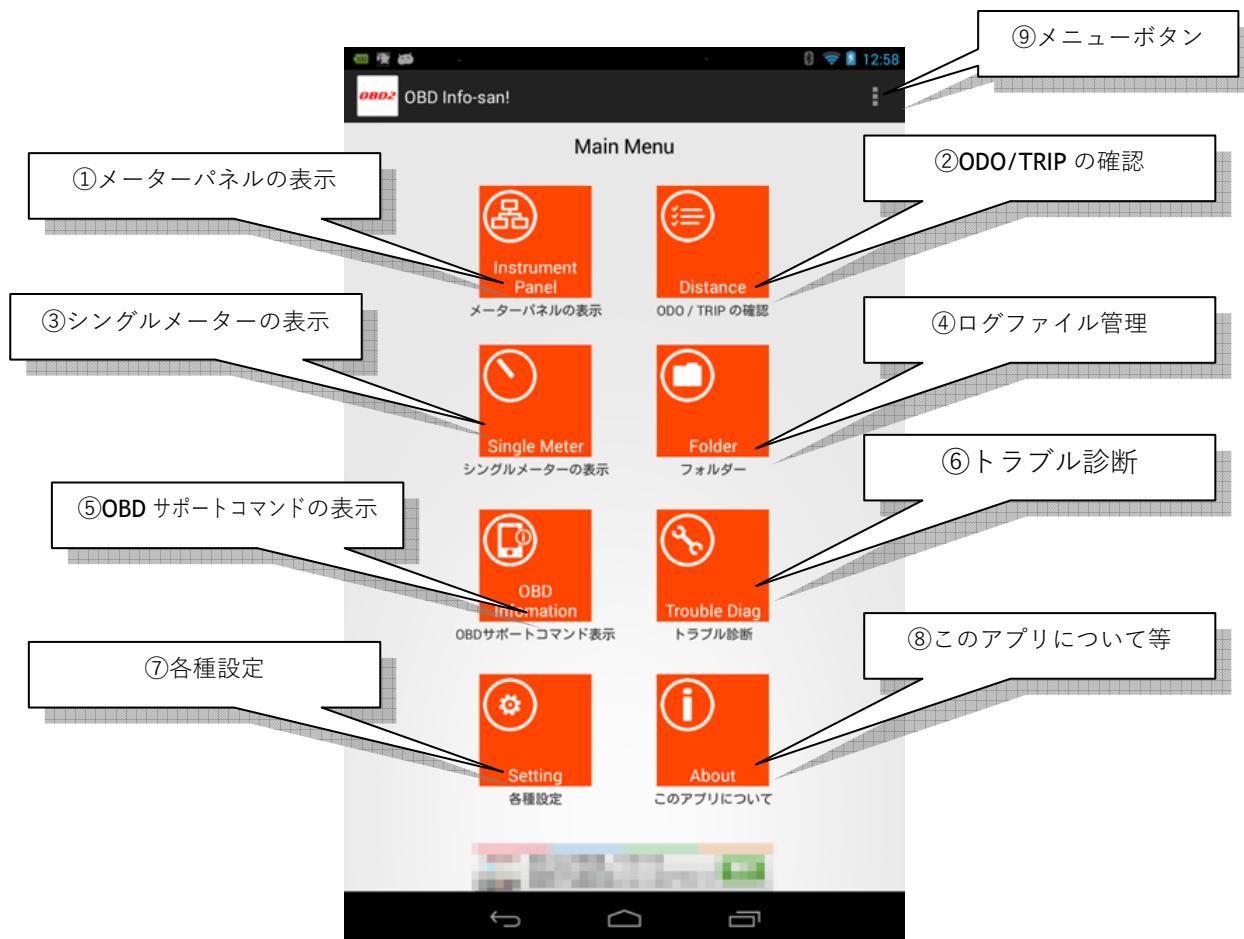 ⑨メニューボタン
12:58
OBD2 OBD Info-san!
Main Menu
①メーターパネルの表示
②ODO/TRIP の確認
Instrument
Panel
メーターパネルの表示
Distance
ODO / TRIP の確認
③シングルメーターの表示
④ログファイル管理
Single Meter
シングルメーターの表示
Folder
フォルダー
⑤OBD サポートコマンドの表示
⑥トラブル診断
OBD
Infomation
OBDサポートコマンド表示
Trouble Diag
トラブル診断
⑦各種設定
⑧このアプリについて等
Setting
各種設定
About
このアプリについて